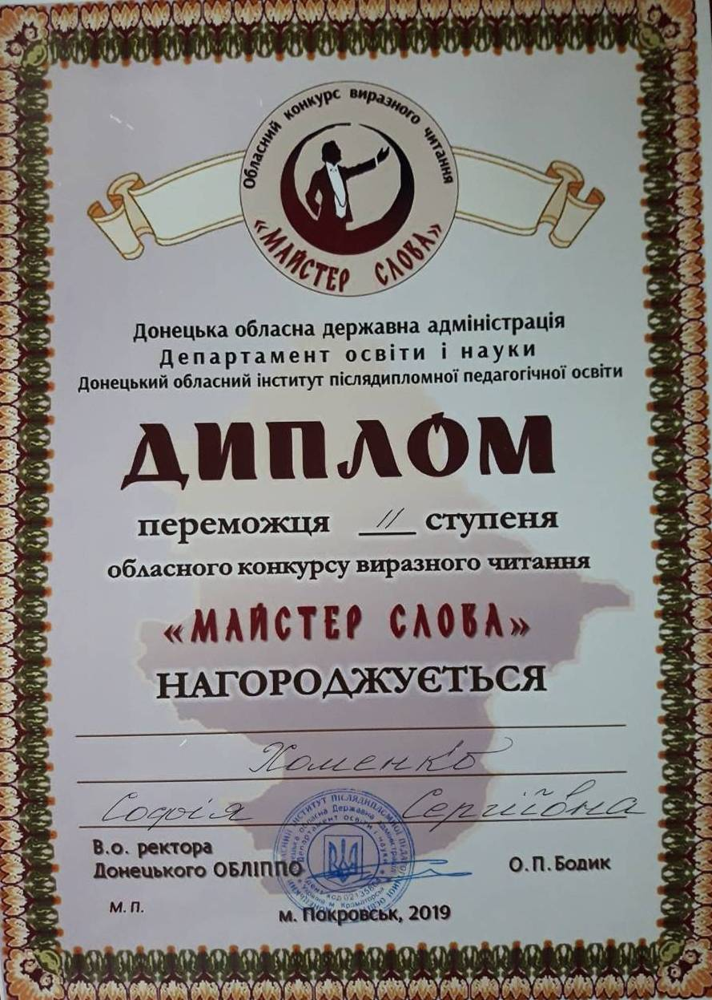 Обласний конкурс виразного читання
«МАЙСТЕР СЛОВА»
Донецька обласна державна адміністрація
Департамент освіти і науки
Донецький обласний інститут післядипломної педагогічної освіти
ДИПЛОМ
переможця II ступеня
обласного конкурсу виразного читання
«МАЙСТЕР СЛОВА»
НАГОРОДЖУЄТЬСЯ
Хоменко
Софія Сергіївна
В.о. ректора
Донецького ОБЛІППО
О.П.Бодик
М.П.
м. Покровськ, 2019